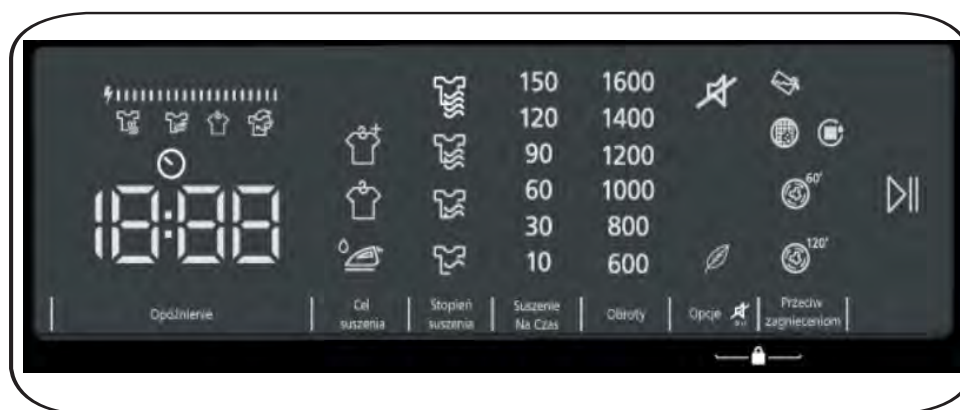 18:88
150
120
90
60
30
10
1600
1400
1200
1000
800
600
60'
120'
Opóźnienie
Cel
suszenia
Stopień
suszenia
Suszenie
Na Czas
Obroty
Opcje
Przeciw
zagnieceniom